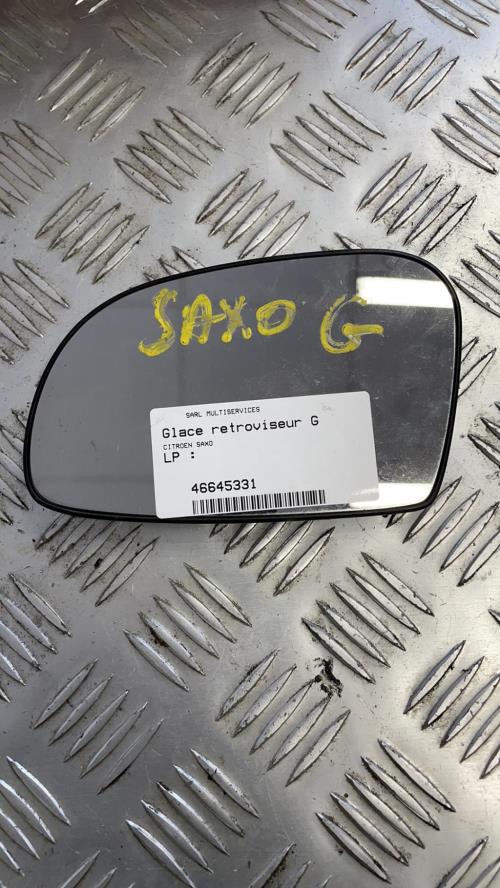 SAXO G
SARL MULTISERVICES
Glace retroviseur G
CITROEN SAXO
LP :
46645331